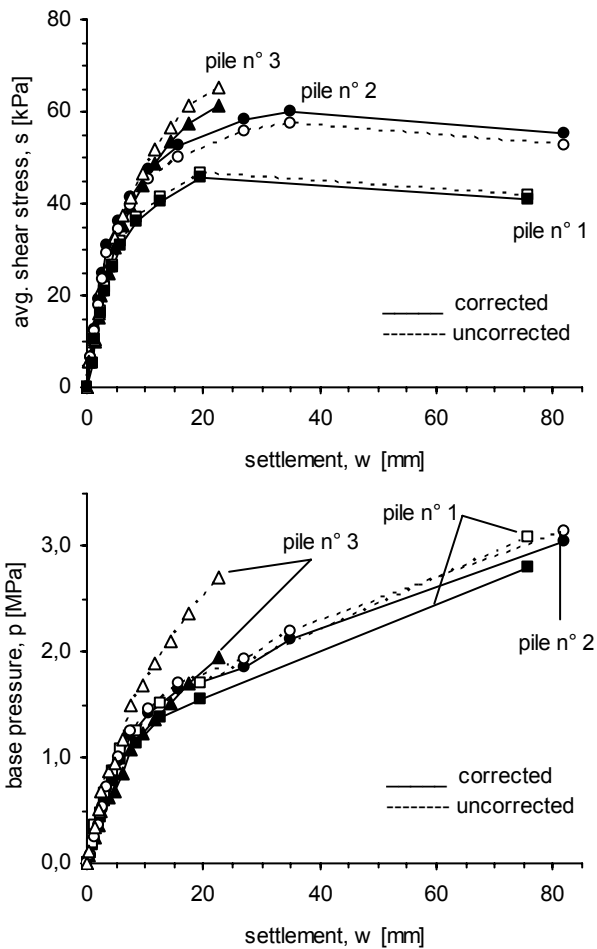 80
60
40
20
0
avg. shear stress, s [kPa]
pile n° 3
pile n° 2
pile n° 1
corrected
uncorrected
0 20 40 60 80
settlement, w [mm]
3,0
2,0
1,0
0,0
base pressure, p [MPa]
pile n° 1
pile n° 3
pile n° 2
corrected
uncorrected
0 20 40 60 80
settlement, w [mm]